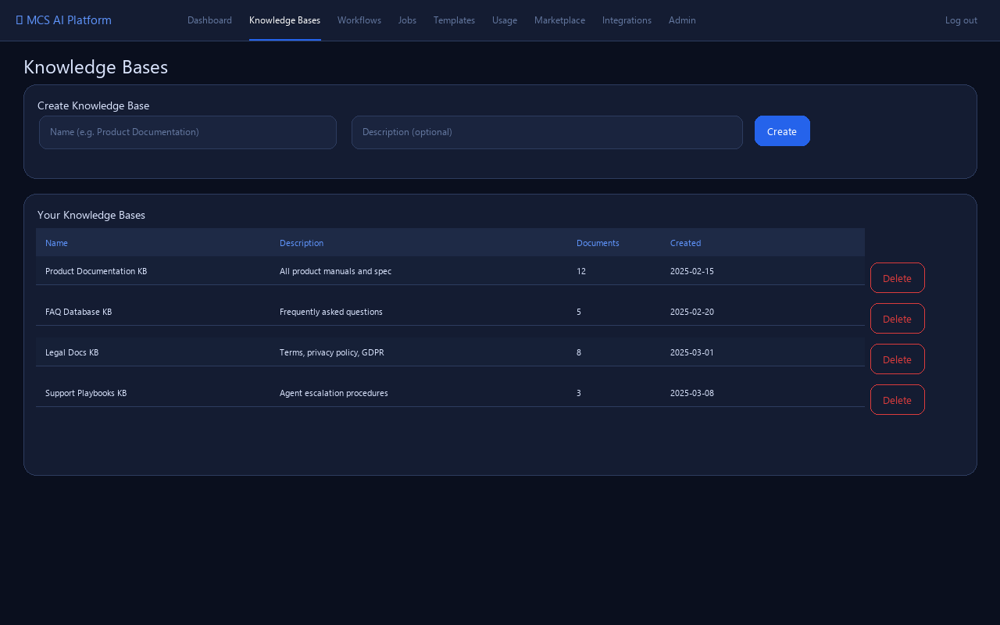 MCS AI Platform Dashboard Knowledge Bases Workflows Jobs Templates Usage Marketplace Integrations Admin Log out
Knowledge Bases
Create Knowledge Base
Name (e.g. Product Documentation) Description (optional) Create
Your Knowledge Bases
Name Description Documents Created
Product Documentation KB All product manuals and spec 12 2025-02-15 Delete
FAQ Database KB Frequently asked questions 5 2025-02-20 Delete
Legal Docs KB Terms, privacy policy, GDPR 8 2025-03-01 Delete
Support Playbooks KB Agent escalation procedures 3 2025-03-08 Delete